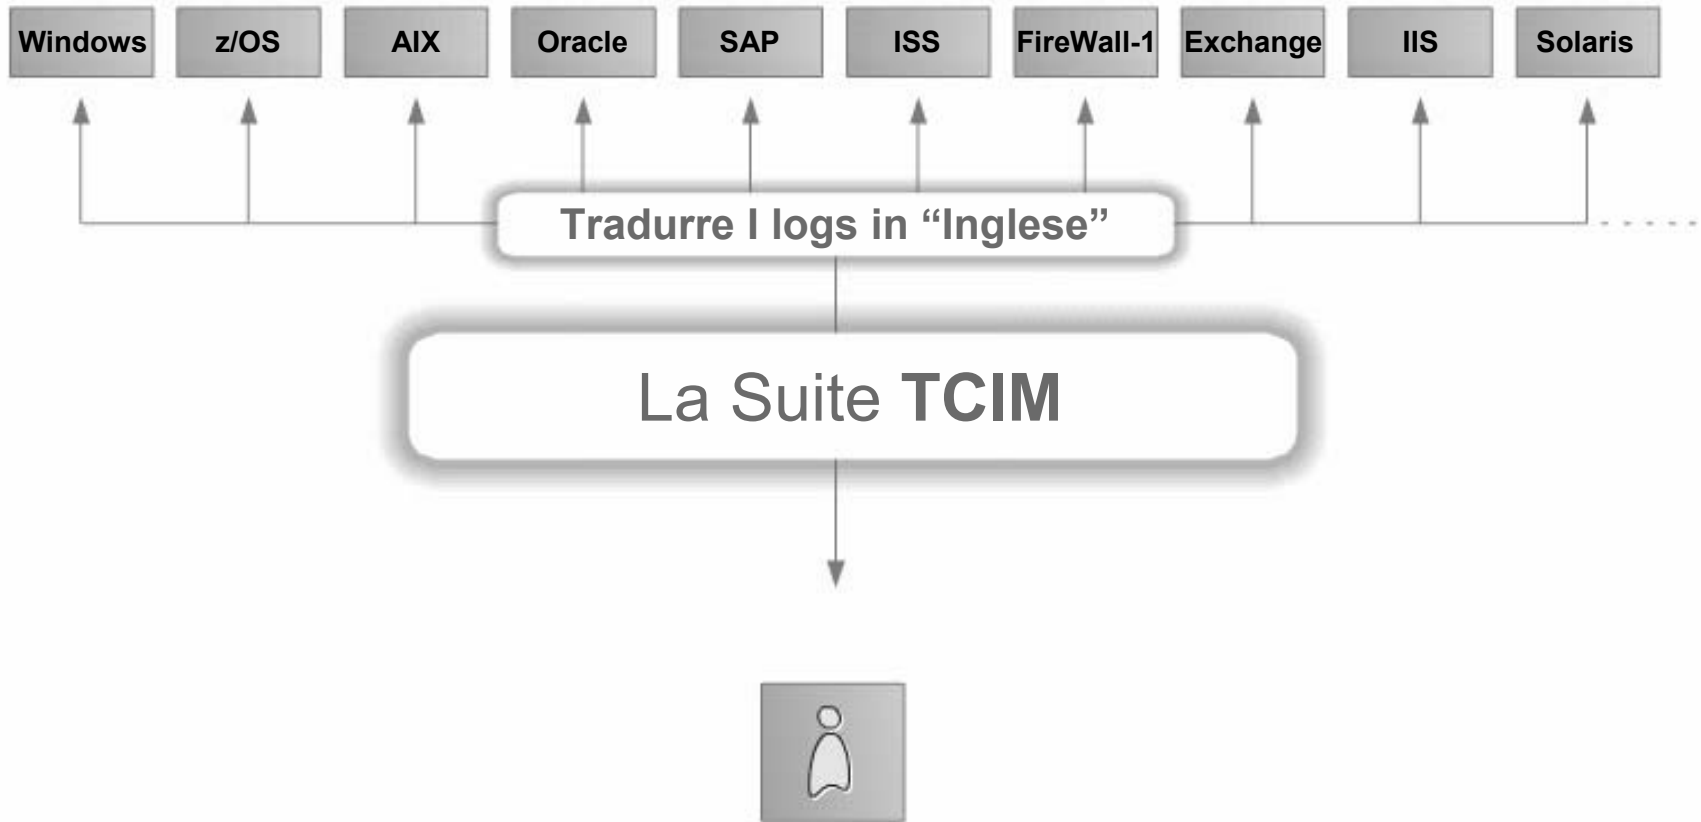 Windows z/OS AIX Oracle SAP ISS FireWall-1 Exchange IIS Solaris
Tradurre I logs in “Inglese”
La Suite TCIM